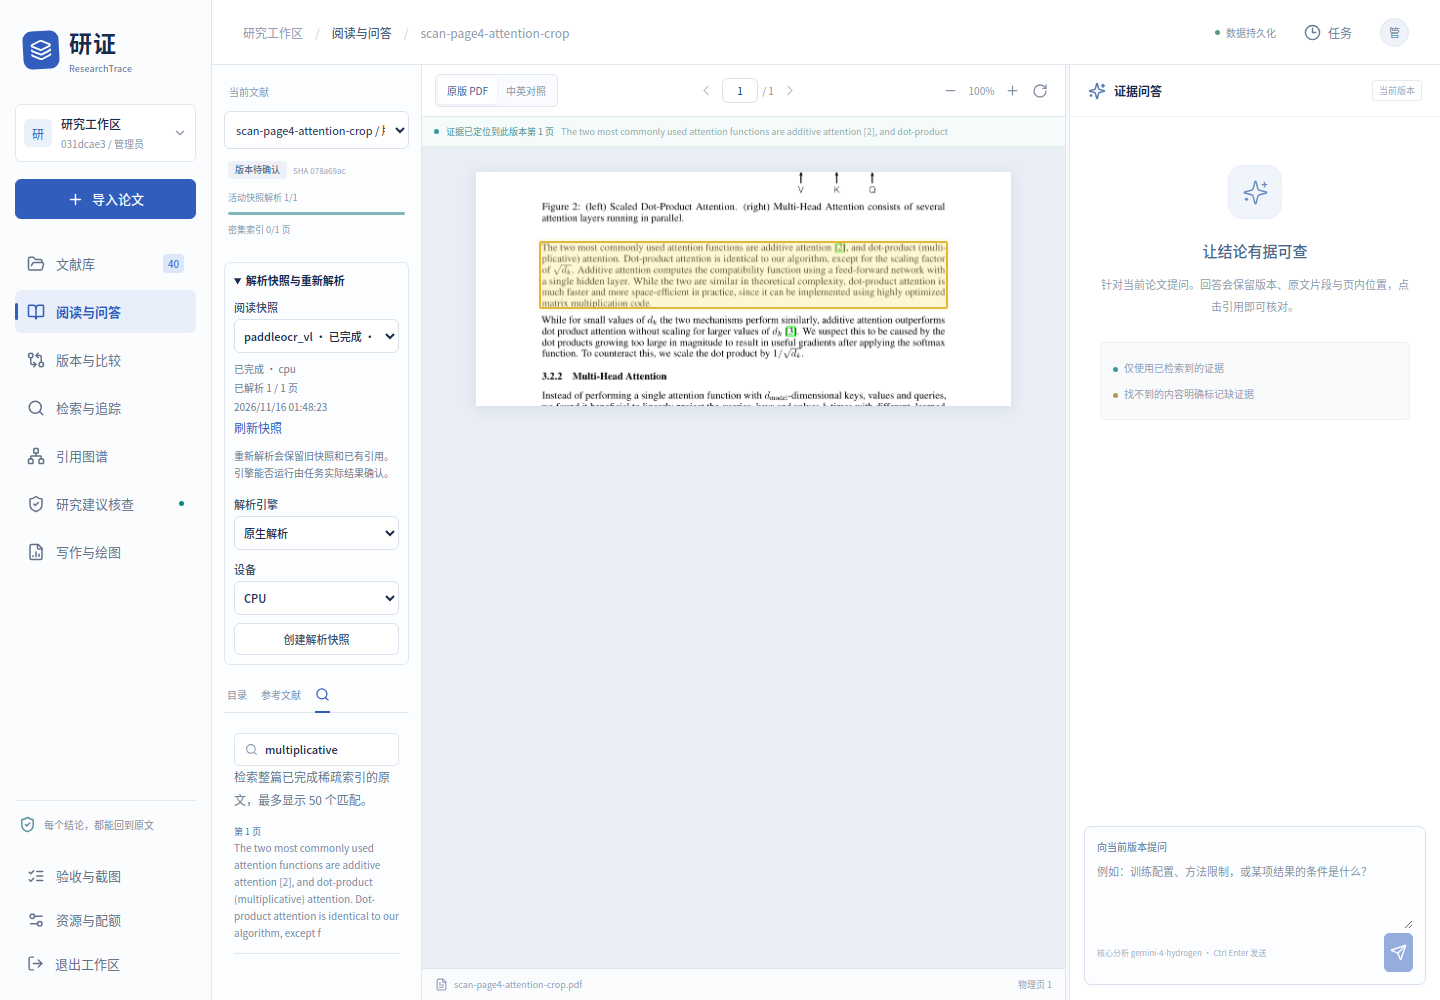 研证
ResearchTrace
研
研究工作区
031dcae3 / 管理员
导入论文
文献库
40
阅读与问答
版本与比较
检索与追踪
引用图谱
研究建议核查
写作与绘图
每个结论，都能回到原文
验收与截图
资源与配额
退出工作区
研究工作区 / 阅读与问答 / scan-page4-attention-crop
数据持久化
任务
管
当前文献
scan-page4-attention-crop /
版本待确认
SHA 078a69ac
活动快照解析 1/1
密集索引 0/1 页
解析快照与重新解析
阅读快照
paddleocr_vl · 已完成 ·
已完成 · cpu
已解析 1 / 1 页
2026/11/16 01:48:23
刷新快照
重新解析会保留旧快照和已有引用。
引擎能否运行由任务实际结果确认。
解析引擎
原生解析
设备
CPU
创建解析快照
目录
参考文献
multiplicative
检索整篇已完成稀疏索引的原
文，最多显示 50 个匹配。
第 1 页
The two most commonly used
attention functions are additive
attention [2], and dot-product
(multiplicative) attention. Dot-
product attention is identical to our
algorithm, except f
原版 PDF
中英对照
1
/ 1
100%
证据已定位到此版本第 1 页 The two most commonly used attention functions are additive attention [2], and dot-product
V K Q
Figure 2: (left) Scaled Dot-Product Attention. (right) Multi-Head Attention consists of several
attention layers running in parallel.
The two most commonly used attention functions are additive attention [2], and dot-product (multi-
plicative) attention. Dot-product attention is identical to our algorithm, except for the scaling factor
of √dk. Additive attention computes the compatibility function using a feed-forward network with
a single hidden layer. While the two are similar in theoretical complexity, dot-product attention is
much faster and more space-efficient in practice, since it can be implemented using highly optimized
matrix multiplication code.
While for small values of dk the two mechanisms perform similarly, additive attention outperforms
dot product attention without scaling for larger values of dk [3]. We suspect this to be caused by the
dot products growing too large in magnitude to result in useful gradients after applying the softmax
function. To counteract this, we scale the dot product by 1/√dk.
3.2.2 Multi-Head Attention
Instead of performing a single attention function with dmodel-dimensional keys, values and queries,
scan-page4-attention-crop.pdf
物理页 1
证据问答
当前版本
让结论有据可查
针对当前论文提问。回答会保留版本、原文片段与页内位置，点
击引用即可核对。
仅使用已检索到的证据
找不到的内容明确标记缺证据
向当前版本提问
例如：训练配置、方法限制，或某项结果的条件是什么？
核心分析 gemini-4-hydrogen · Ctrl Enter 发送